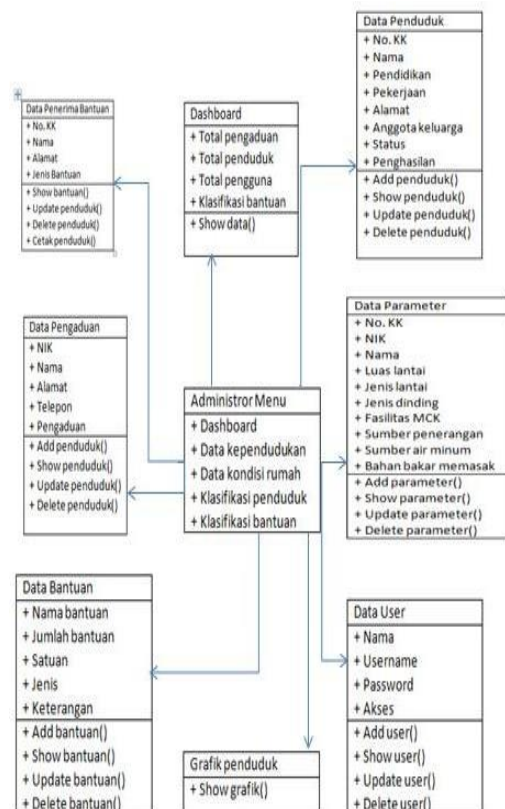 Data Penduduk
+ No. KK
+ Nama
+ Pendidikan
+ Pekerjaan
+ Alamat
+ Anggota keluarga
+ Status
+ Penghasilan
+ Add penduduk()
+ Show penduduk()
+ Update penduduk()
+ Delete penduduk()
Data Penerima Bantuan
+ No. KK
+ Nama
+ Alamat
+ Jenis Bantuan
+ Show bantuan()
+ Update penduduk()
+ Delete penduduk()
+ Cetak penduduk()
Dashboard
+ Total pengaduan
+ Total penduduk
+ Total pengguna
+ Klasifikasi bantuan
+ Show data()
Data Pengaduan
+ NIK
+ Nama
+ Alamat
+ Telepon
+ Pengaduan
+ Add penduduk()
+ Show penduduk()
+ Update penduduk()
+ Delete penduduk()
Administror Menu
+ Dashboard
+ Data kependudukan
+ Data kondisi rumah
+ Klasifikasi penduduk
+ Klasifikasi bantuan
Data Parameter
+ No. KK
+ NIK
+ Nama
+ Luas lantai
+ Jenis lantai
+ Jenis dinding
+ Fasilitas MCK
+ Sumber penerangan
+ Sumber air minum
+ Bahan bakar memasak
+ Add parameter()
+ Show parameter()
+ Update parameter()
+ Delete parameter()
Data Bantuan
+ Nama bantuan
+ Jumlah bantuan
+ Satuan
+ Jenis
+ Keterangan
+ Add bantuan()
+ Show bantuan()
+ Update bantuan()
+ Delete bantuan()
Grafik penduduk
+ Show grafik()
Data User
+ Nama
+ Username
+ Password
+ Akses
+ Add user()
+ Show user()
+ Update user()
+ Delete user()